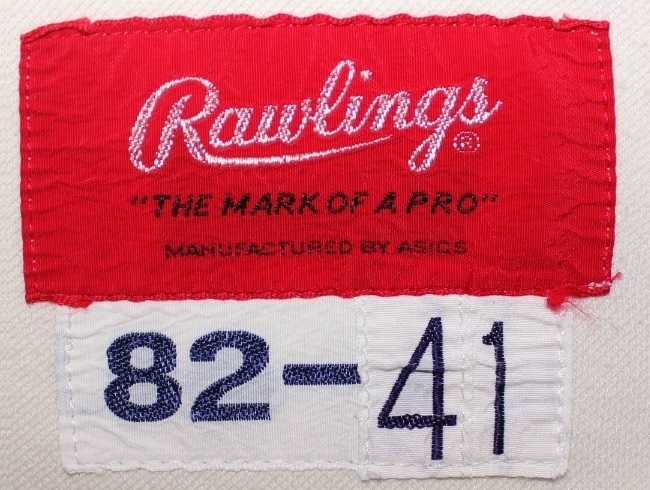 Rawlings®
"THE MARK OF A PRO"
MANUFACTURED BY ASICS
82-41